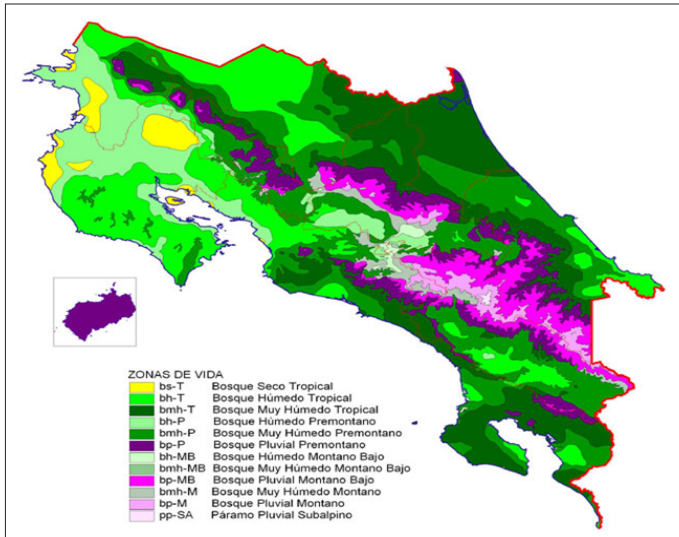 ZONAS DE VIDA
bs-T Bosque Seco Tropical
bh-T Bosque Húmedo Tropical
bmh-T Bosque Muy Húmedo Tropical
bh-P Bosque Húmedo Premontano
bmh-P Bosque Muy Húmedo Premontano
bp-P Bosque Pluvial Premontano
bh-MB Bosque Húmedo Montano Bajo
bmh-MB Bosque Muy Húmedo Montano Bajo
bp-MB Bosque Pluvial Montano Bajo
bmh-M Bosque Muy Húmedo Montano
bp-M Bosque Pluvial Montano
pp-SA Páramo Pluvial Subalpino